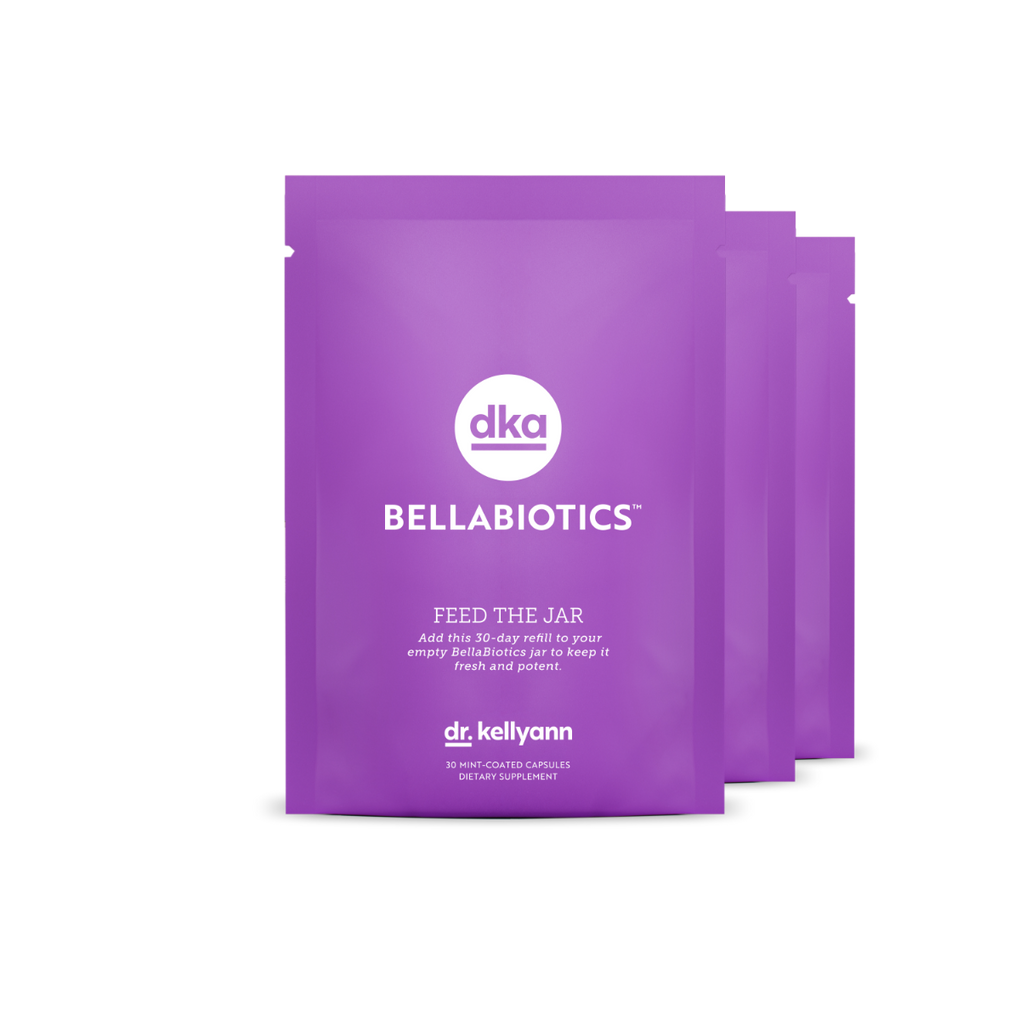 dka
BELLABIOTICS™
FEED THE JAR
Add this 30-day refill to your
empty BellaBiotics jar to keep it
fresh and potent.
dr. kellyann
30 MINT-COATED CAPSULES
DIETARY SUPPLEMENT